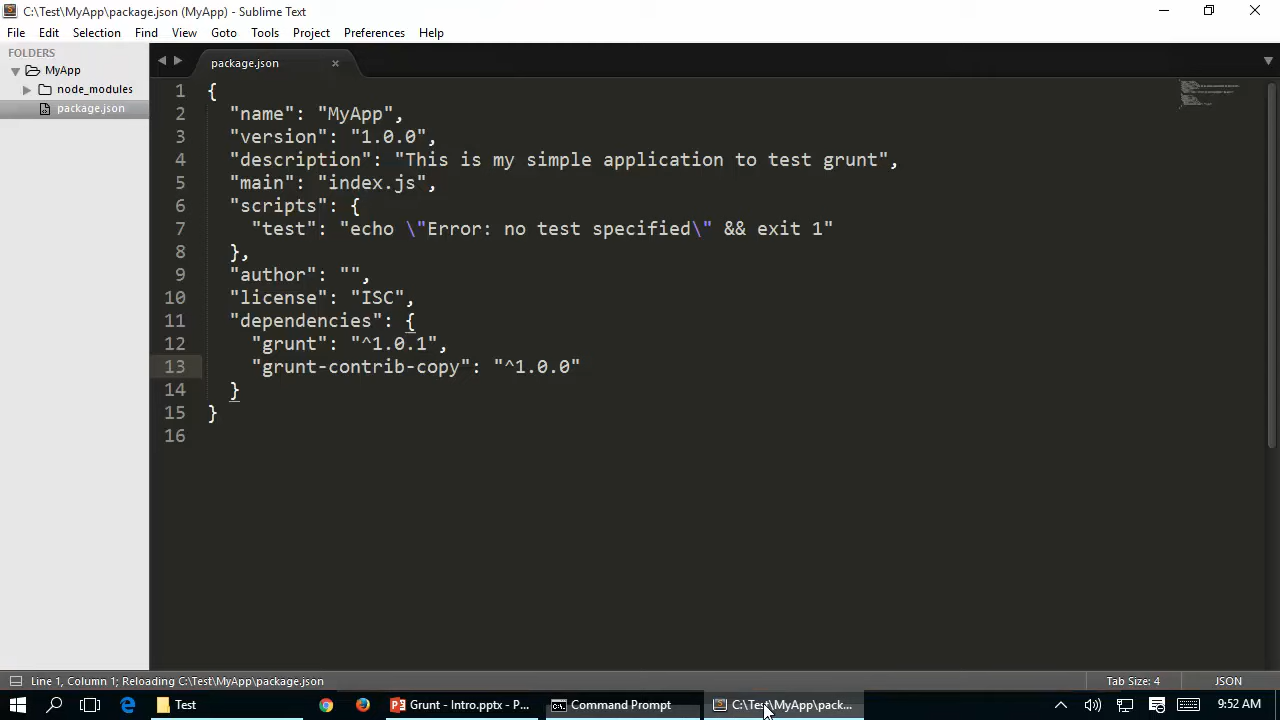 C:\Test\MyApp\package.json (MyApp) - Sublime Text
File Edit Selection Find View Goto Tools Project Preferences Help
FOLDERS
MyApp
node_modules
package.json
package.json ×
1 {
2 "name": "MyApp",
3 "version": "1.0.0",
4 "description": "This is my simple application to test grunt",
5 "main": "index.js",
6 "scripts": {
7 "test": "echo \"Error: no test specified\" && exit 1"
8 },
9 "author": "",
10 "license": "ISC",
11 "dependencies": {
12 "grunt": "^1.0.1",
13 "grunt-contrib-copy": "^1.0.0"
14 }
15 }
16
Line 1, Column 1; Reloading C:\Test\MyApp\package.json Tab Size: 4 JSON
Test Grunt - Intro.pptx - P... Command Prompt C:\Test\MyApp\pack... 9:52 AM